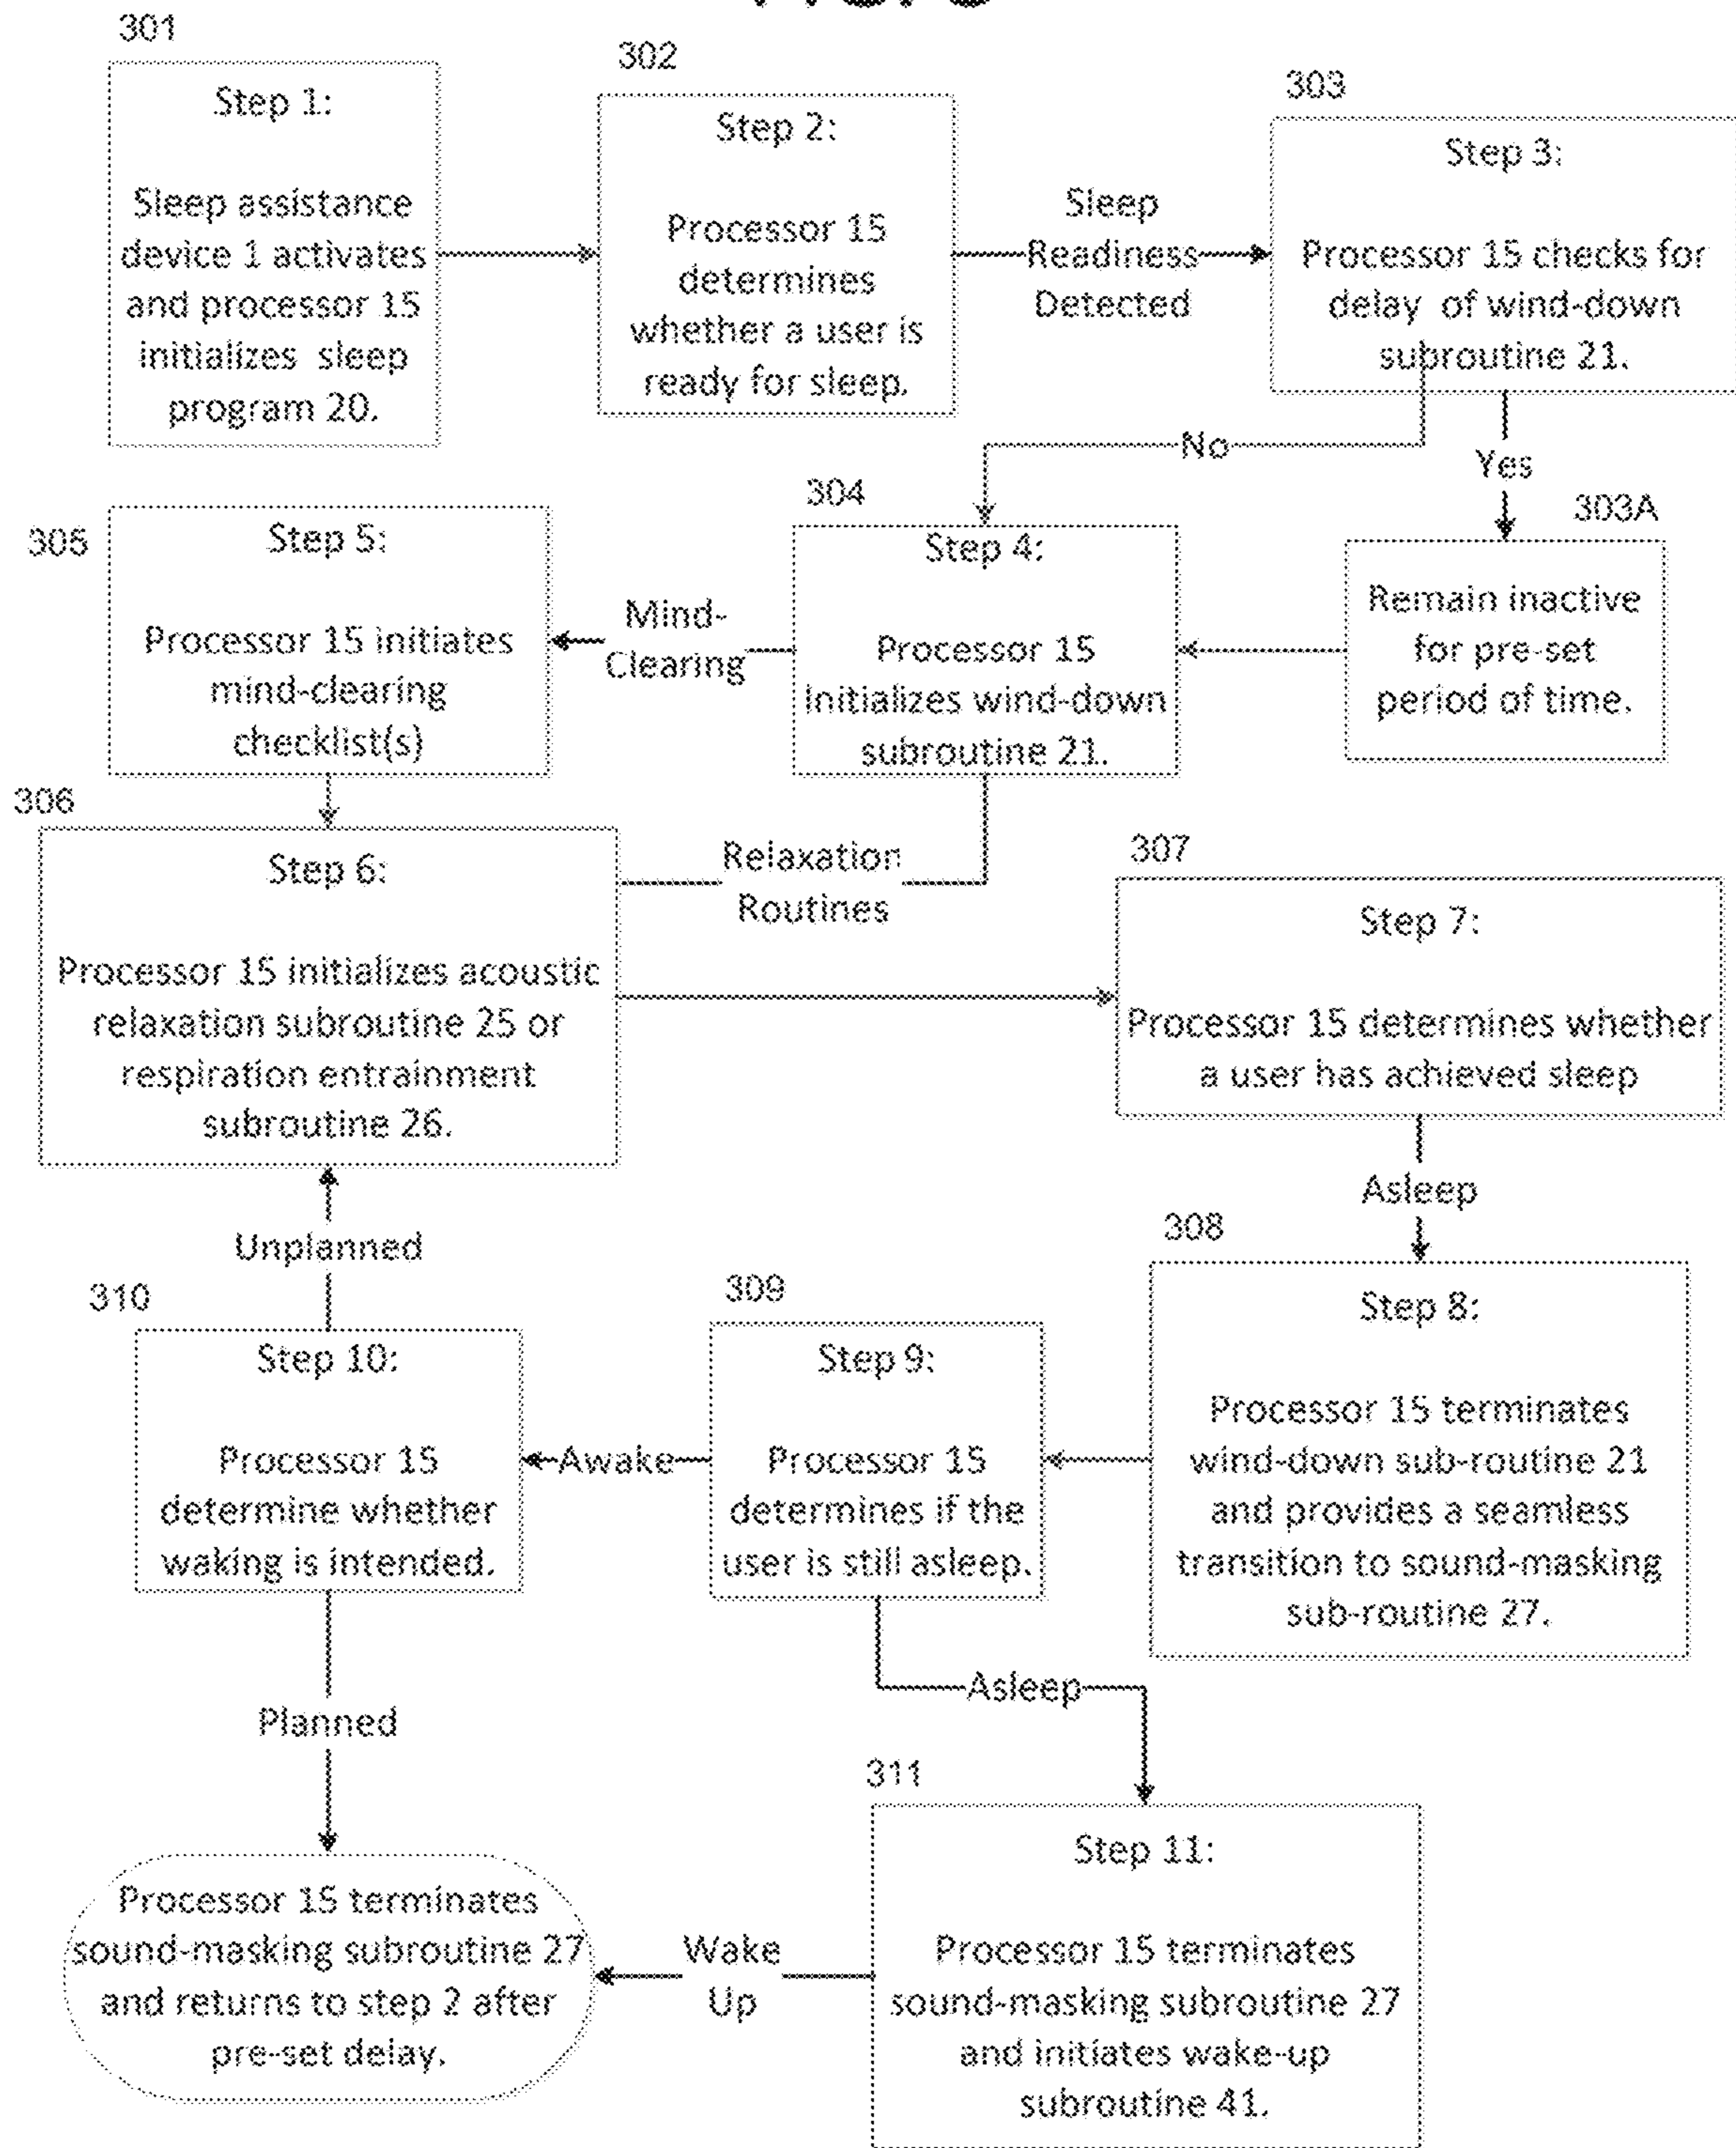 301
Step 1:
Sleep assistance
device 1 activates
and processor 15
initializes sleep
program 20.
302
Step 2:
Processor 15
determines
whether a user is
ready for sleep.
Sleep
Readiness
Detected
303
Step 3:
Processor 15 checks for
delay of wind-down
subroutine 21.
No
Yes
303A
Remain inactive
for pre-set
period of time.
304
Step 4:
Processor 15
Initializes wind-down
subroutine 21.
Mind-
Clearing
305
Step 5:
Processor 15 initiates
mind-clearing
checklist(s)
306
Step 6:
Processor 15 initializes acoustic
relaxation subroutine 25 or
respiration entrainment
subroutine 26.
Relaxation
Routines
307
Step 7:
Processor 15 determines whether
a user has achieved sleep
Asleep
308
Step 8:
Processor 15 terminates
wind-down sub-routine 21
and provides a seamless
transition to sound-masking
sub-routine 27.
309
Step 9:
Processor 15
determines if the
user is still asleep.
Awake
Unplanned
310
Step 10:
Processor 15
determine whether
waking is intended.
Planned
Asleep
311
Step 11:
Processor 15 terminates
sound-masking subroutine 27
and initiates wake-up
subroutine 41.
Wake
Up
Processor 15 terminates
sound-masking subroutine 27
and returns to step 2 after
pre-set delay.